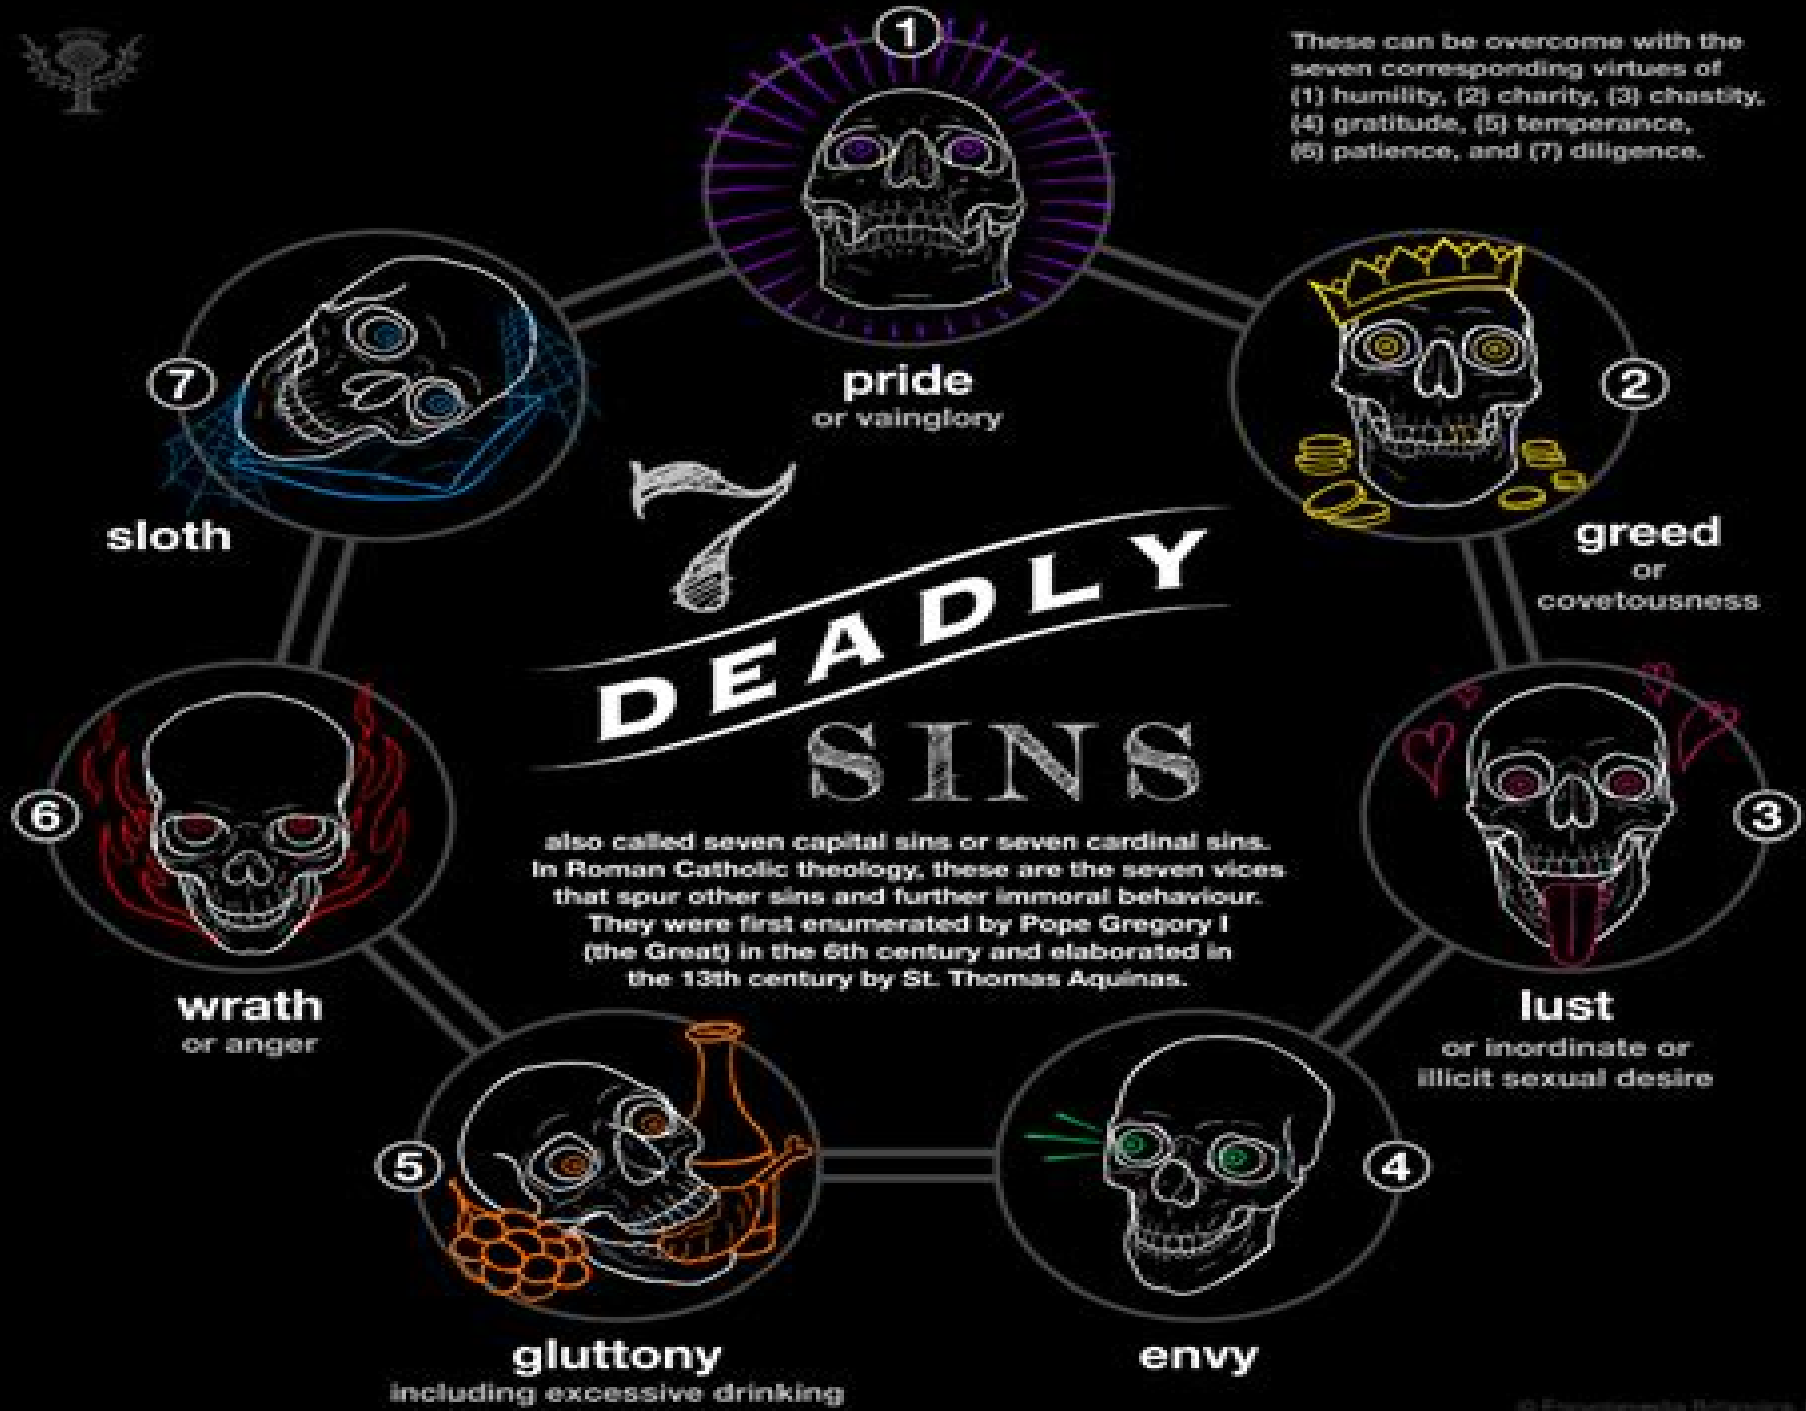 1
These can be overcome with the
seven corresponding virtues of
(1) humility, (2) charity, (3) chastity,
(4) gratitude, (5) temperance,
(6) patience, and (7) diligence.
pride
or vainglory
2
greed
or
covetousness
3
lust
or inordinate or
illicit sexual desire
4
envy
5
gluttony
including excessive drinking
6
wrath
or anger
7
sloth
7
DEADLY
SINS
also called seven capital sins or seven cardinal sins.
In Roman Catholic theology, these are the seven vices
that spur other sins and further immoral behaviour.
They were first enumerated by Pope Gregory I
(the Great) in the 6th century and elaborated in
the 13th century by St. Thomas Aquinas.